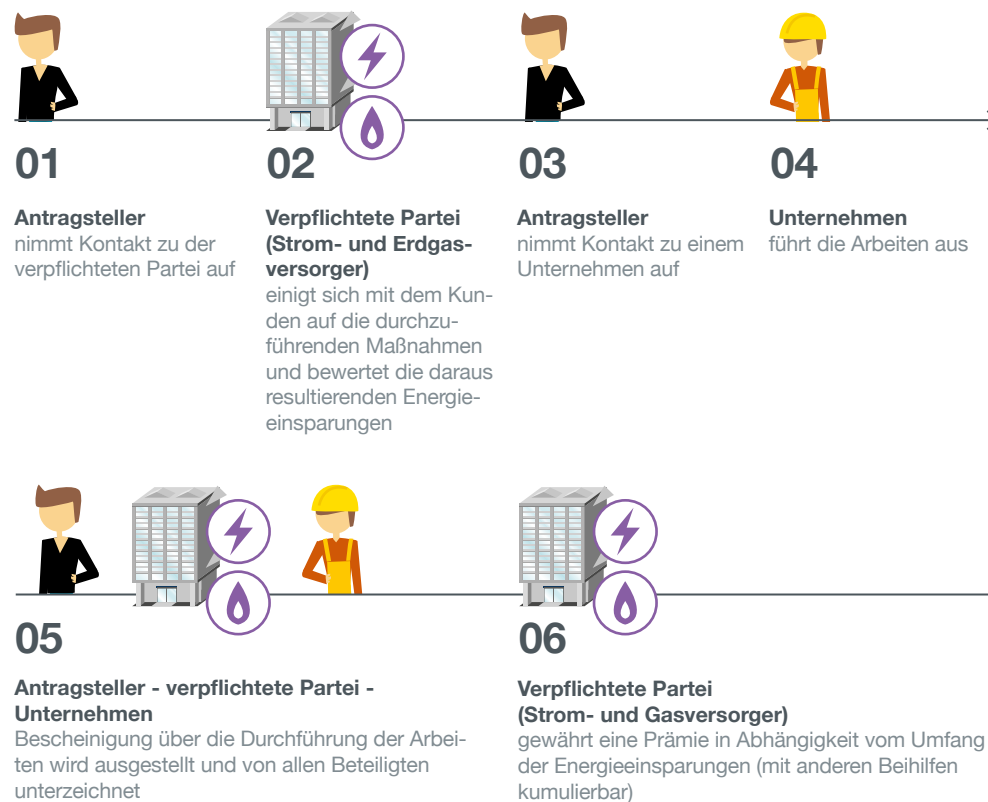 01
Antragsteller
nimmt Kontakt zu der
verpflichteten Partei auf
02
Verpflichtete Partei
(Strom- und Erdgas-
versorger)
einigt sich mit dem Kun-
den auf die durchzu-
führenden Maßnahmen
und bewertet die daraus
resultierenden Energie-
einsparungen
03
Antragsteller
nimmt Kontakt zu einem
Unternehmen auf
04
Unternehmen
führt die Arbeiten aus
05
Antragsteller - verpflichtete Partei -
Unternehmen
Bescheinigung über die Durchführung der Arbei-
ten wird ausgestellt und von allen Beteiligten
unterzeichnet
06
Verpflichtete Partei
(Strom- und Gasversorger)
gewährt eine Prämie in Abhängigkeit vom Umfang
der Energieeinsparungen (mit anderen Beihilfen
kumulierbar)